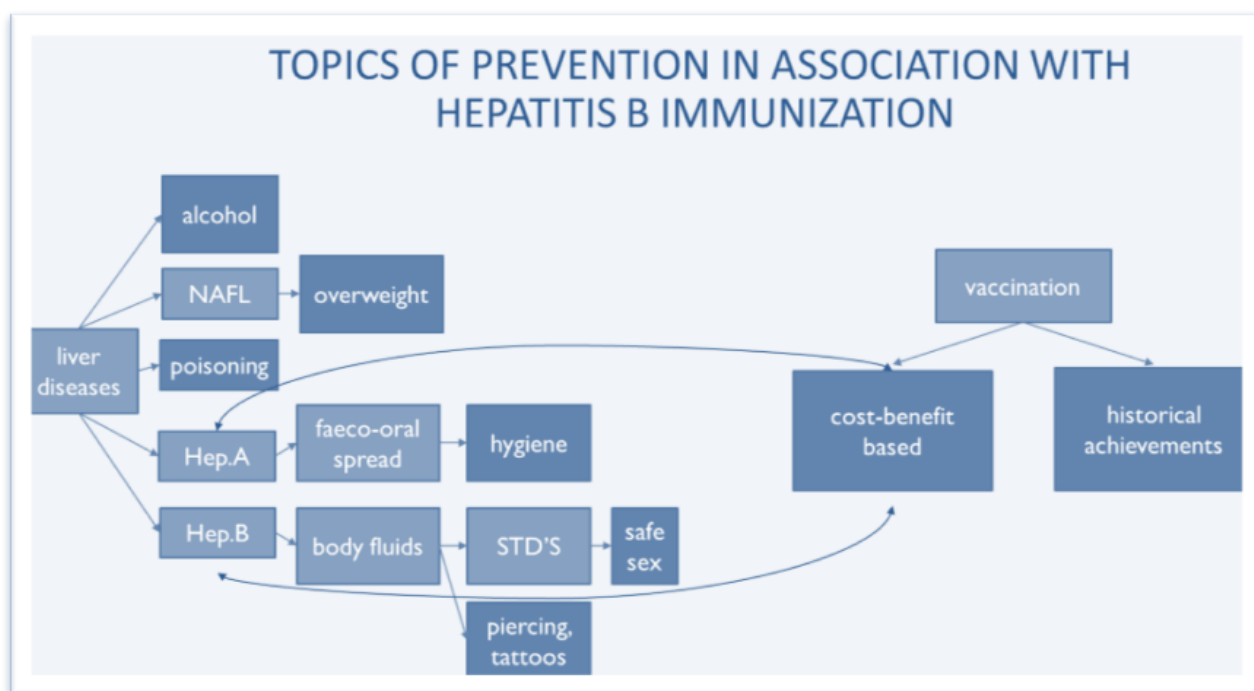 TOPICS OF PREVENTION IN ASSOCIATION WITH
HEPATITIS B IMMUNIZATION
alcohol
NAFL
overweight
liver
diseases
poisoning
Hep.A
faeco-oral
spread
hygiene
Hep.B
body fluids
STD'S
safe
sex
piercing,
tattoos
vaccination
cost-benefit
based
historical
achievements